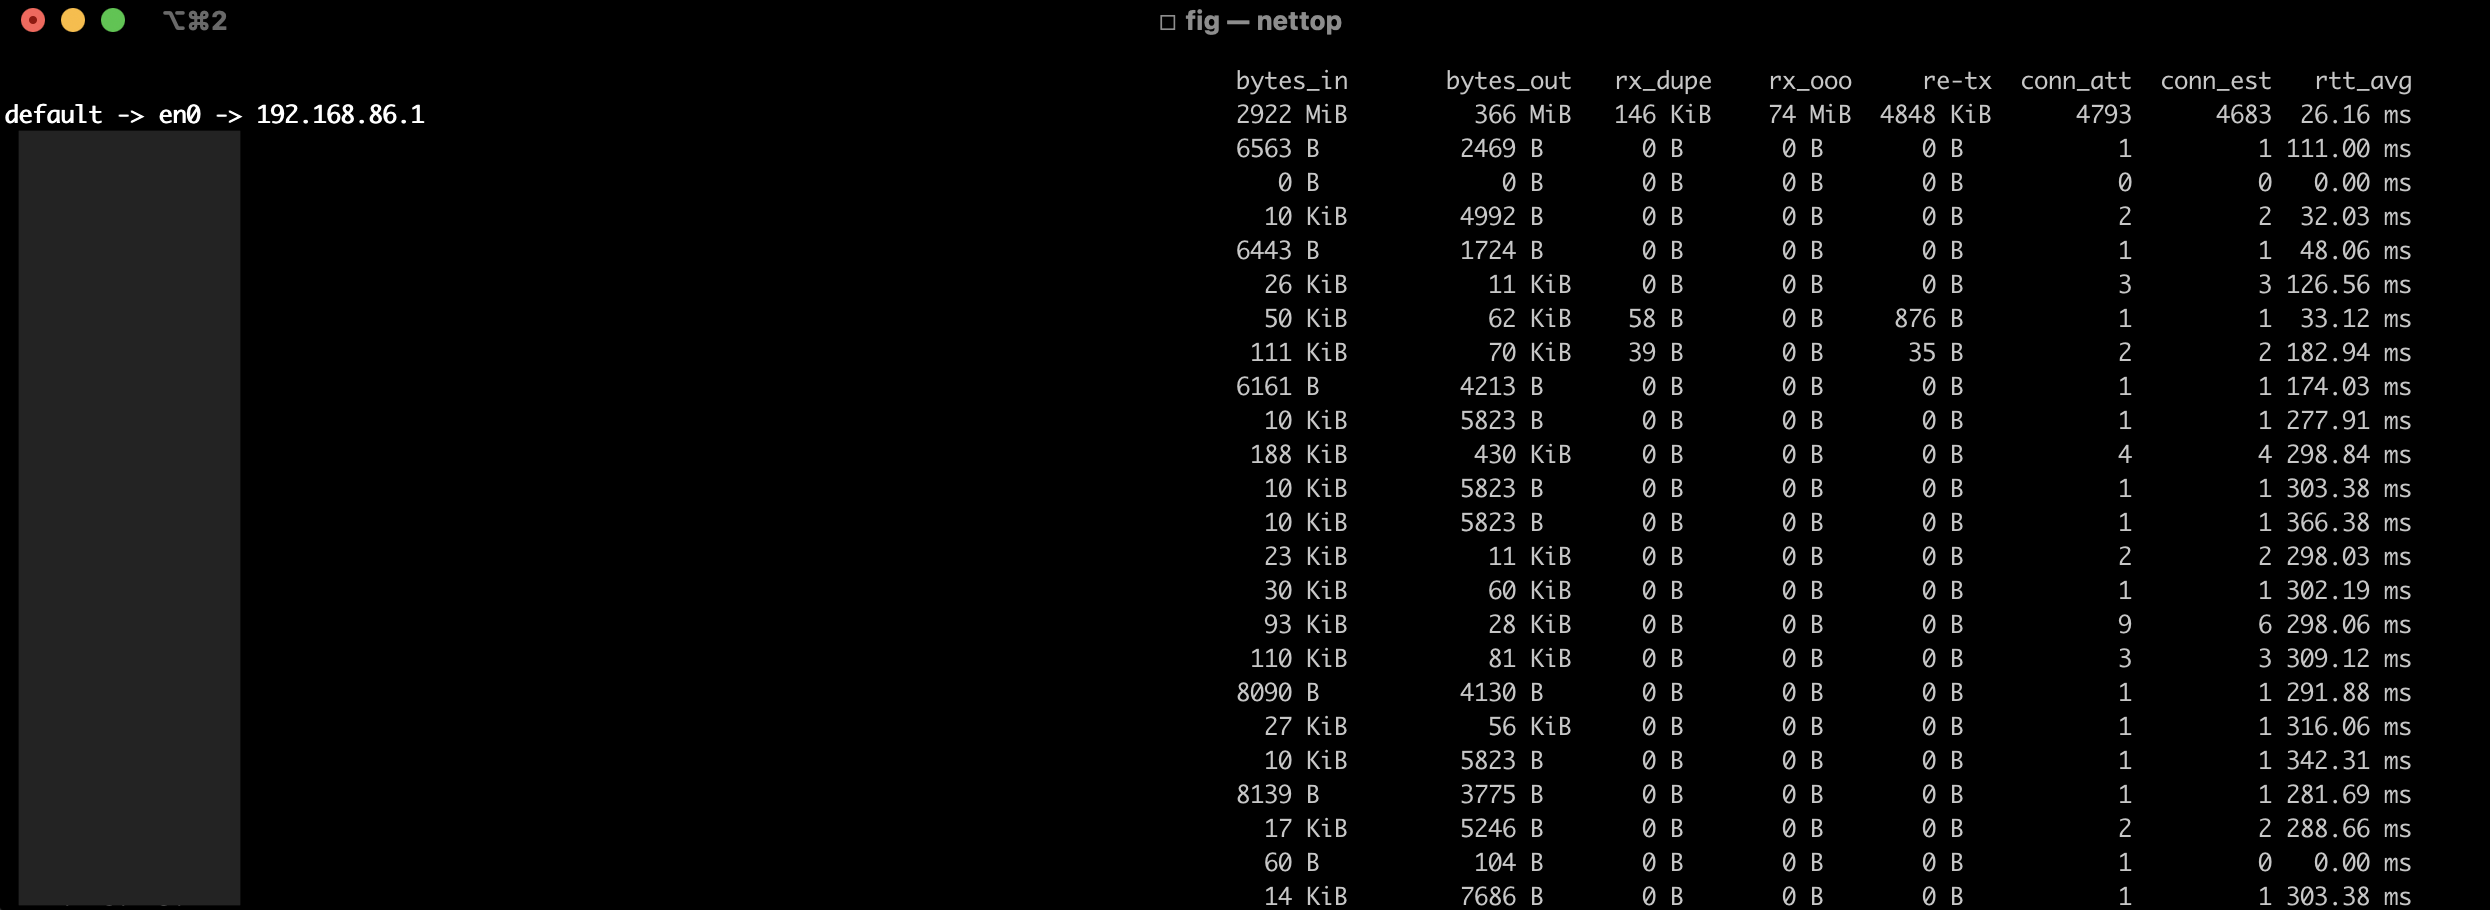 ⌥⌘2
fig — nettop
bytes_in bytes_out rx_dupe rx_ooo re-tx conn_att conn_est rtt_avg
default -> en0 -> 192.168.86.1 2922 MiB 366 MiB 146 KiB 74 MiB 4848 KiB 4793 4683 26.16 ms
6563 B 2469 B 0 B 0 B 0 B 1 1 111.00 ms
0 B 0 B 0 B 0 B 0 B 0 0 0.00 ms
10 KiB 4992 B 0 B 0 B 0 B 2 2 32.03 ms
6443 B 1724 B 0 B 0 B 0 B 1 1 48.06 ms
26 KiB 11 KiB 0 B 0 B 0 B 3 3 126.56 ms
50 KiB 62 KiB 58 B 0 B 876 B 1 1 33.12 ms
111 KiB 70 KiB 39 B 0 B 35 B 2 2 182.94 ms
6161 B 4213 B 0 B 0 B 0 B 1 1 174.03 ms
10 KiB 5823 B 0 B 0 B 0 B 1 1 277.91 ms
188 KiB 430 KiB 0 B 0 B 0 B 4 4 298.84 ms
10 KiB 5823 B 0 B 0 B 0 B 1 1 303.38 ms
10 KiB 5823 B 0 B 0 B 0 B 1 1 366.38 ms
23 KiB 11 KiB 0 B 0 B 0 B 2 2 298.03 ms
30 KiB 60 KiB 0 B 0 B 0 B 1 1 302.19 ms
93 KiB 28 KiB 0 B 0 B 0 B 9 6 298.06 ms
110 KiB 81 KiB 0 B 0 B 0 B 3 3 309.12 ms
8090 B 4130 B 0 B 0 B 0 B 1 1 291.88 ms
27 KiB 56 KiB 0 B 0 B 0 B 1 1 316.06 ms
10 KiB 5823 B 0 B 0 B 0 B 1 1 342.31 ms
8139 B 3775 B 0 B 0 B 0 B 1 1 281.69 ms
17 KiB 5246 B 0 B 0 B 0 B 2 2 288.66 ms
60 B 104 B 0 B 0 B 0 B 1 0 0.00 ms
14 KiB 7686 B 0 B 0 B 0 B 1 1 303.38 ms